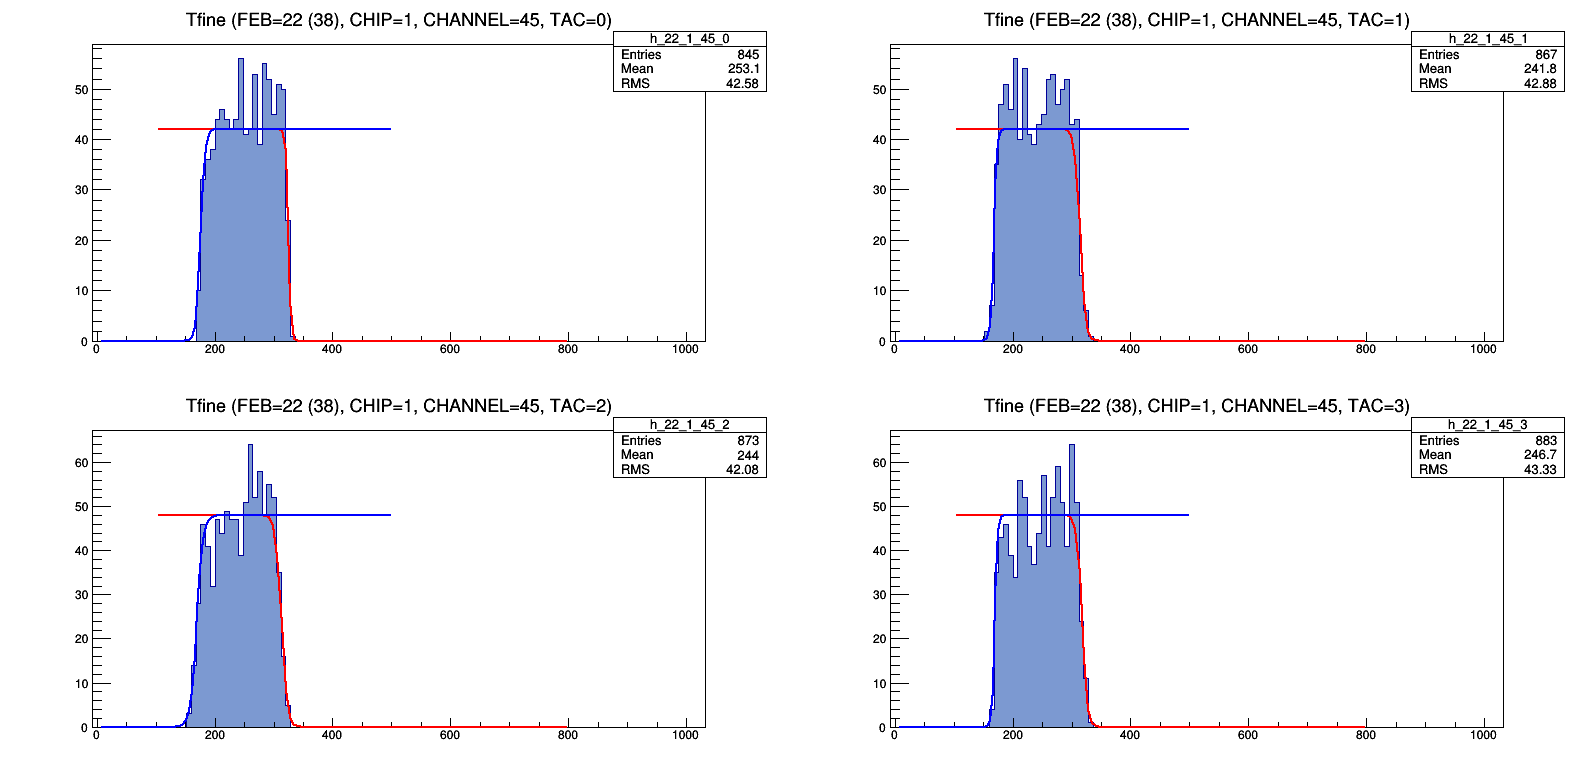 Tfine (FEB=22 (38), CHIP=1, CHANNEL=45, TAC=0)
h_22_1_45_0
Entries 845
Mean 253.1
RMS 42.58
50
40
30
20
10
0
0 200 400 600 800 1000
Tfine (FEB=22 (38), CHIP=1, CHANNEL=45, TAC=1)
h_22_1_45_1
Entries 867
Mean 241.8
RMS 42.88
50
40
30
20
10
0
0 200 400 600 800 1000
Tfine (FEB=22 (38), CHIP=1, CHANNEL=45, TAC=2)
h_22_1_45_2
Entries 873
Mean 244
RMS 42.08
60
50
40
30
20
10
0
0 200 400 600 800 1000
Tfine (FEB=22 (38), CHIP=1, CHANNEL=45, TAC=3)
h_22_1_45_3
Entries 883
Mean 246.7
RMS 43.33
60
50
40
30
20
10
0
0 200 400 600 800 1000